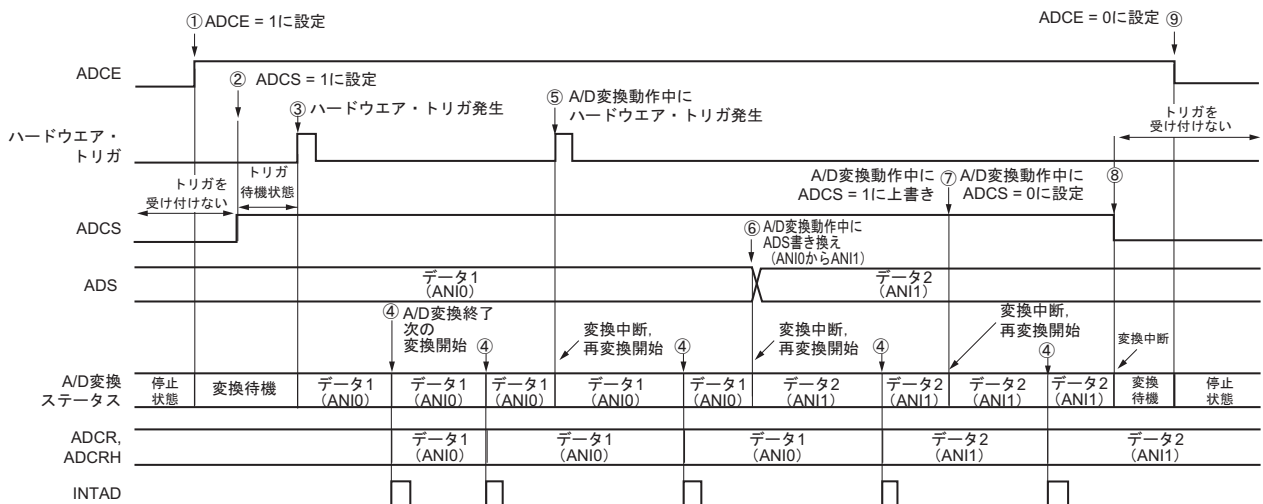 ① ADCE = 1に設定
ADCE = 0に設定 ⑨
ADCE
② ADCS = 1に設定
③ ハードウエア・トリガ発生
⑤ A/D変換動作中に
ハードウエア・トリガ発生
トリガを
受け付けない
ハードウエア・
トリガ
トリガを
受け付けない
トリガ
待機状態
A/D変換動作中に
ADCS = 1に上書き
⑦ A/D変換動作中に
ADCS = 0に設定
⑧
ADCS
⑥ A/D変換動作中に
ADS書き換え
(ANI0からANI1)
ADS
データ1
(ANI0)
データ2
(ANI1)
④ A/D変換終了
次の
変換開始
④
変換中断,
再変換開始
④
変換中断,
再変換開始
④
変換中断,
再変換開始
④
変換中断
A/D変換
ステータス
停止
状態
変換待機
データ1
(ANI0)
データ1
(ANI0)
データ1
(ANI0)
データ1
(ANI0)
データ1
(ANI0)
データ2
(ANI1)
データ2
(ANI1)
データ2
(ANI1)
データ2
(ANI1)
変換
待機
停止
状態
ADCR,
ADCRH
データ1
(ANI0)
データ1
(ANI0)
データ1
(ANI0)
データ2
(ANI1)
データ2
(ANI1)
INTAD